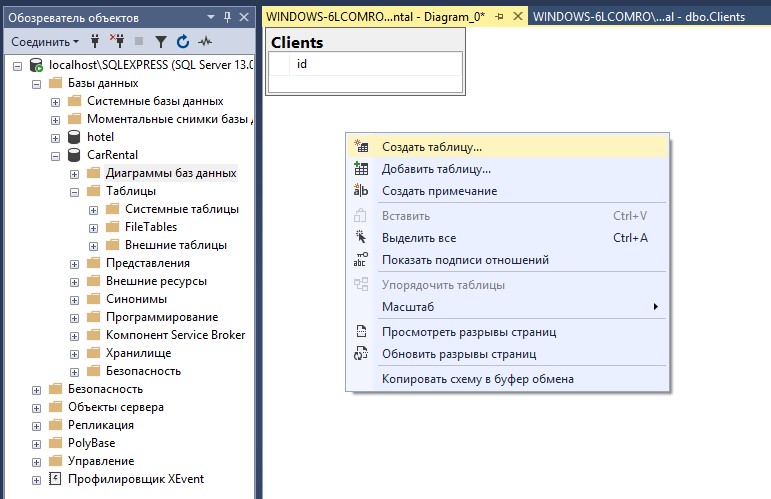 Обозреватель объектов
Соединить
localhost\SQLEXPRESS (SQL Server 13.0
Базы данных
Системные базы данных
Моментальные снимки базы д
hotel
CarRental
Диаграммы баз данных
Таблицы
Системные таблицы
FileTables
Внешние таблицы
Представления
Внешние ресурсы
Синонимы
Программирование
Компонент Service Broker
Хранилище
Безопасность
Безопасность
Объекты сервера
Репликация
PolyBase
Управление
Профилировщик XEvent
WINDOWS-6LCOMRO...ntal - Diagram_0*
WINDOWS-6LCOMRO\...al - dbo.Clients
Clients
id
Создать таблицу...
Добавить таблицу...
Создать примечание
Вставить Ctrl+V
Выделить все Ctrl+A
Показать подписи отношений
Упорядочить таблицы
Масштаб
Просмотреть разрывы страниц
Обновить разрывы страниц
Копировать схему в буфер обмена